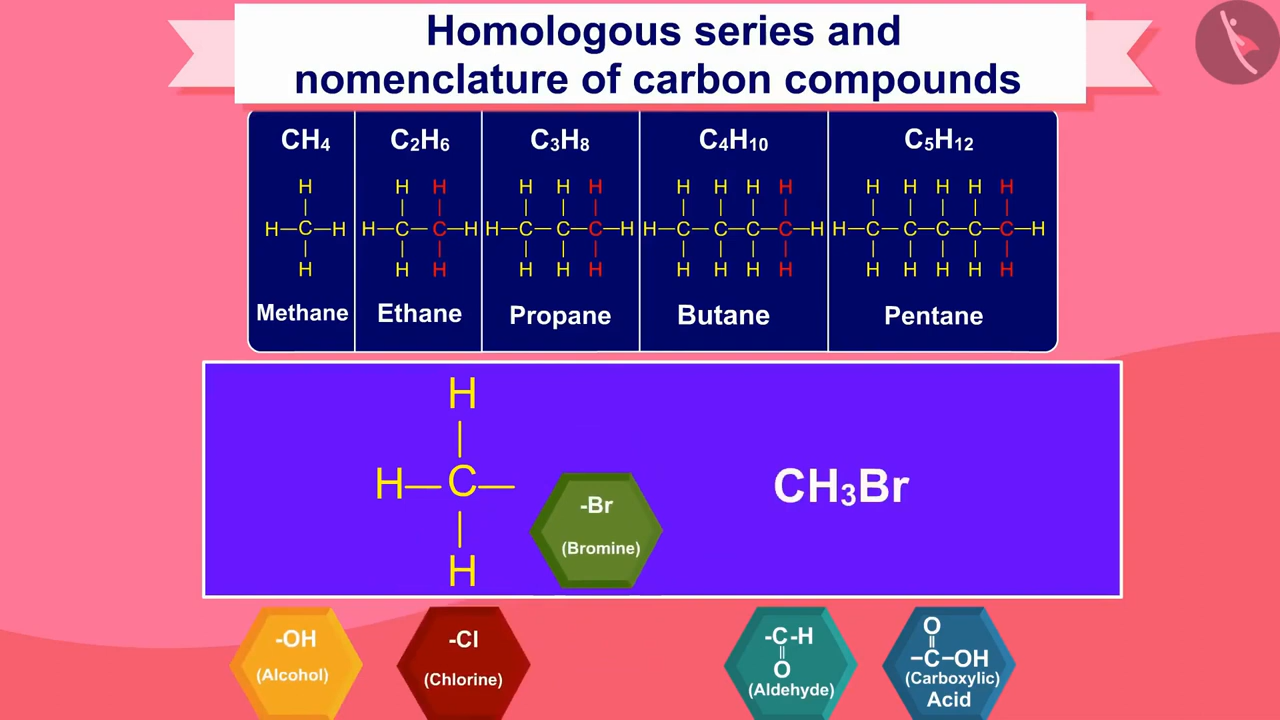 Homologous series and
nomenclature of carbon compounds
CH₄ C₂H₆ C₃H₈ C₄H₁₀ C₅H₁₂
H H H H H H H H H H H H H H H
H—C—H H—C—C—H H—C—C—C—H H—C—C—C—C—H H—C—C—C—C—C—H
H H H H H H H H H H H H H H H
Methane Ethane Propane Butane Pentane
H
H—C— CH₃Br
-Br
(Bromine)
H
-OH
(Alcohol)
-Cl
(Chlorine)
-C-H
O
(Aldehyde)
O
–C–OH
(Carboxylic)
Acid